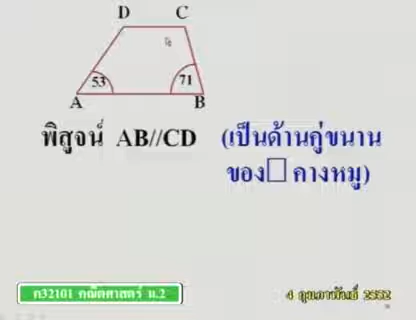 D C
53 71
A B
พิสูจน์ AB//CD (เป็นด้านคู่ขนาน
ของ□ คางหมู)
ค32101 คณิตศาสตร์ ม.2
4 กุมภาพันธ์ 2552